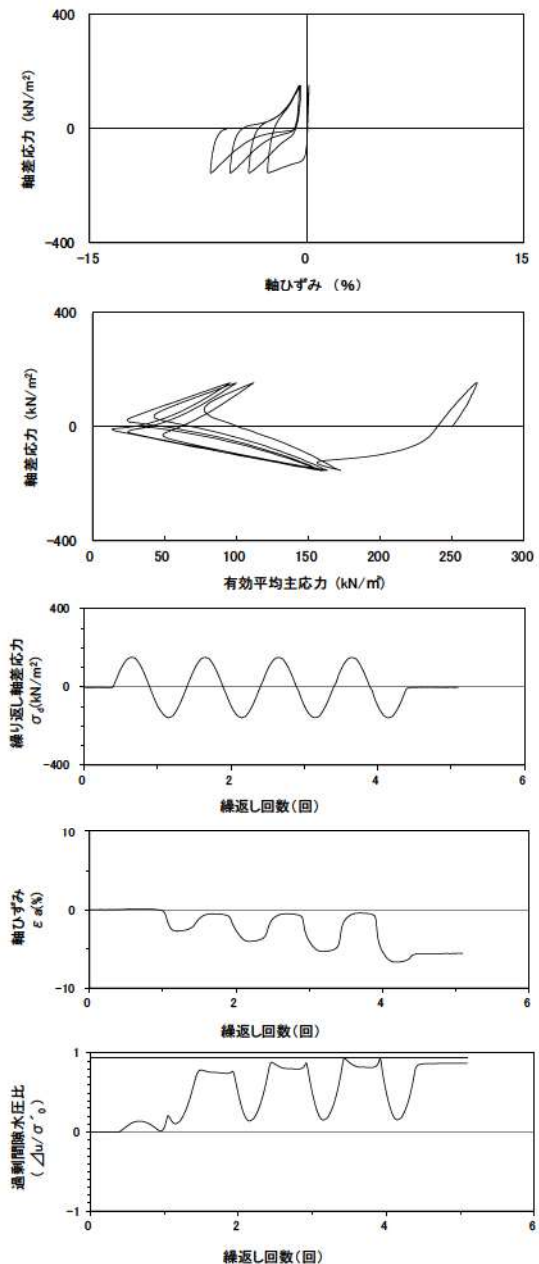 400
0
-400
-15
0
15
軸差応力 (kN/m²)
軸ひずみ (%)
400
0
-400
0
50
100
150
200
250
300
軸差応力 (kN/m²)
有効平均主応力 (kN/㎡)
400
0
-400
0
2
4
6
繰り返し軸差応力
σd(kN/m²)
繰返し回数(回)
10
0
-10
0
2
4
6
軸ひずみ
εa(%)
繰返し回数(回)
1
0
-1
0
2
4
6
過剰間隙水圧比
(⊿u/σ´₀)
繰返し回数(回)